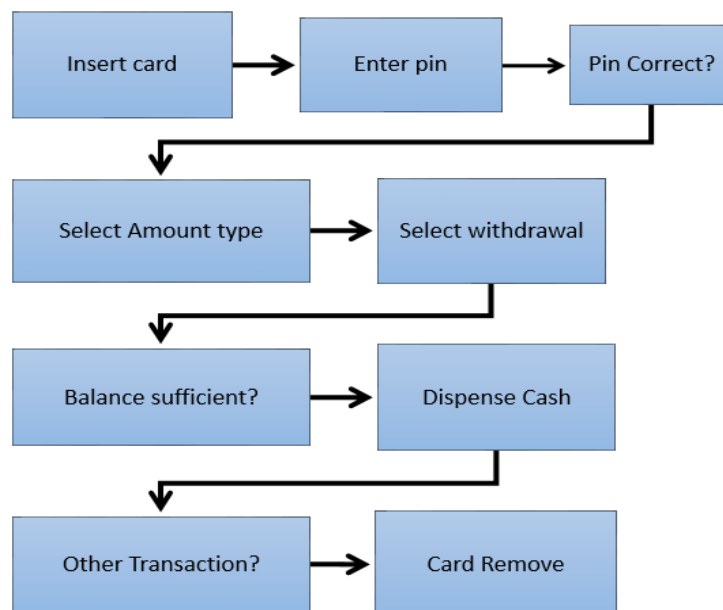 Insert card
Enter pin
Pin Correct?
Select Amount type
Select withdrawal
Balance sufficient?
Dispense Cash
Other Transaction?
Card Remove